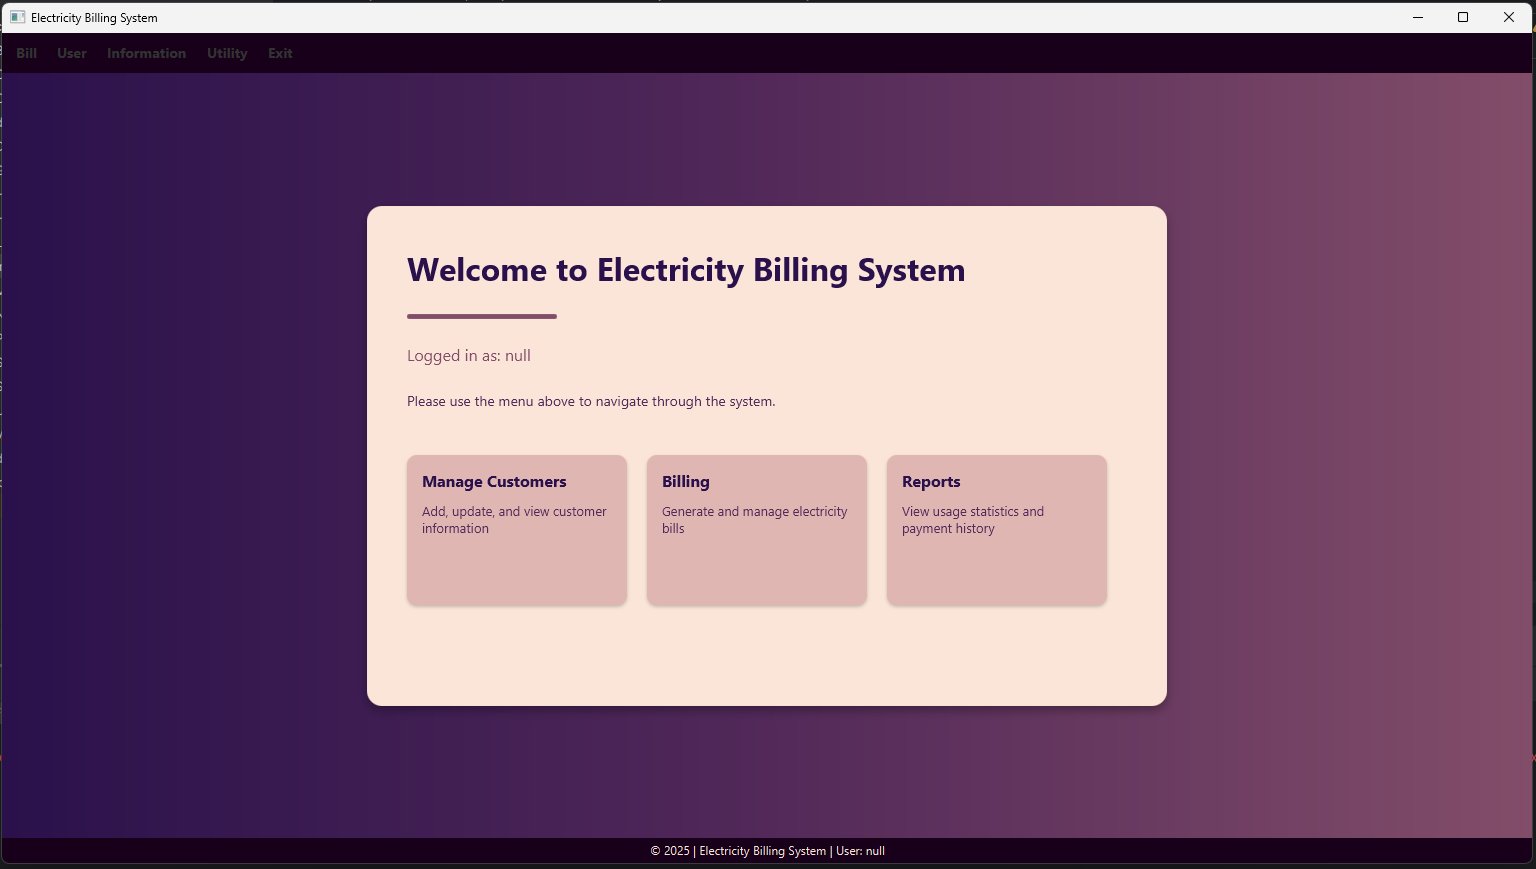 Electricity Billing System
Bill User Information Utility Exit
Welcome to Electricity Billing System
Logged in as: null
Please use the menu above to navigate through the system.
Manage Customers
Add, update, and view customer
information
Billing
Generate and manage electricity
bills
Reports
View usage statistics and
payment history
© 2025 | Electricity Billing System | User: null